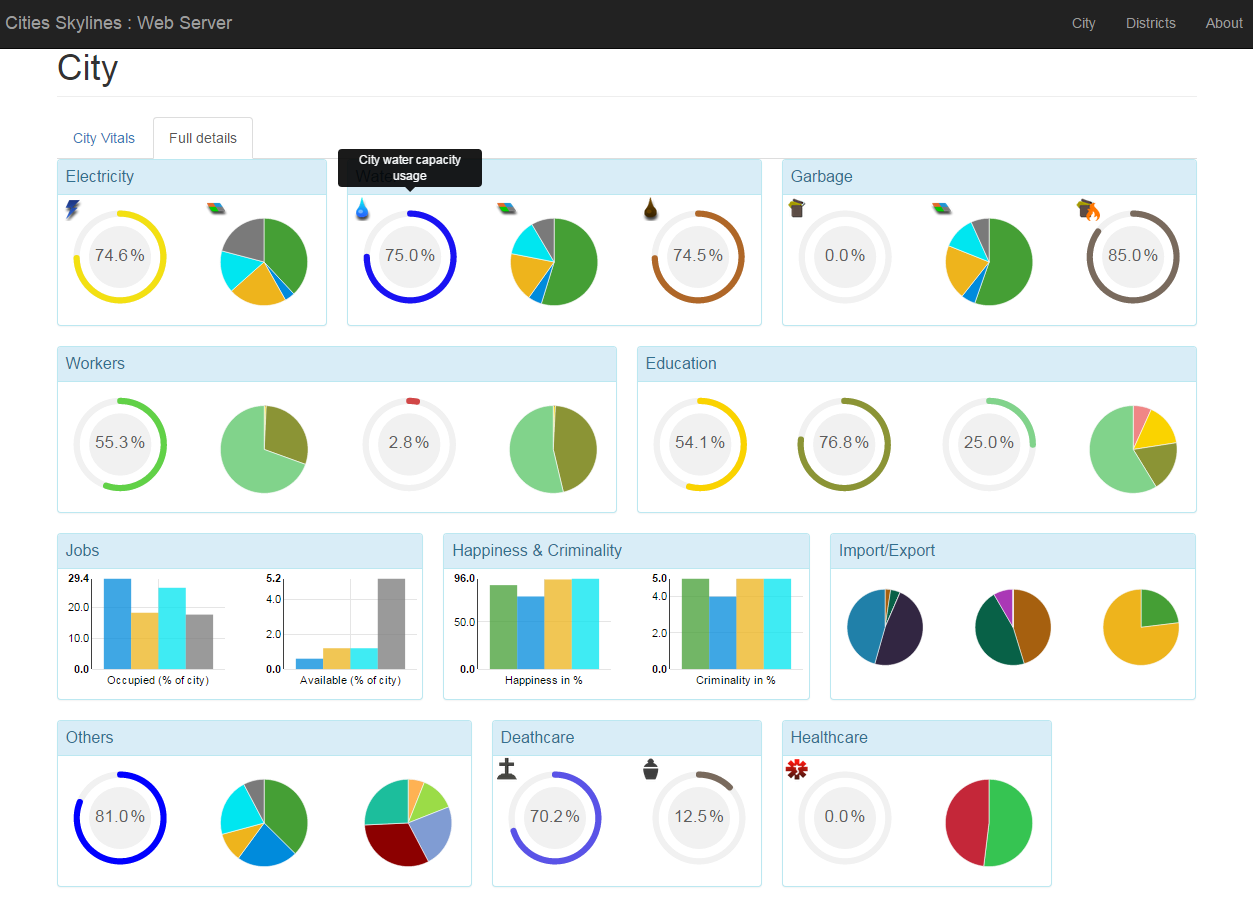 Cities Skylines : Web Server
City
Districts
About
City
City Vitals
Full details
City water capacity
usage
Electricity
Garbage
74.6 %
75.0 %
74.5 %
0.0 %
85.0 %
Workers
Education
55.3 %
2.8 %
54.1 %
76.8 %
25.0 %
Jobs
Happiness & Criminality
Import/Export
29.4
20.0
10.0
0.0
Occupied (% of city)
5.2
4.0
2.0
0.0
Available (% of city)
96.0
50.0
0.0
Happiness in %
5.0
4.0
2.0
0.0
Criminality in %
Others
Deathcare
Healthcare
81.0 %
70.2 %
12.5 %
0.0 %